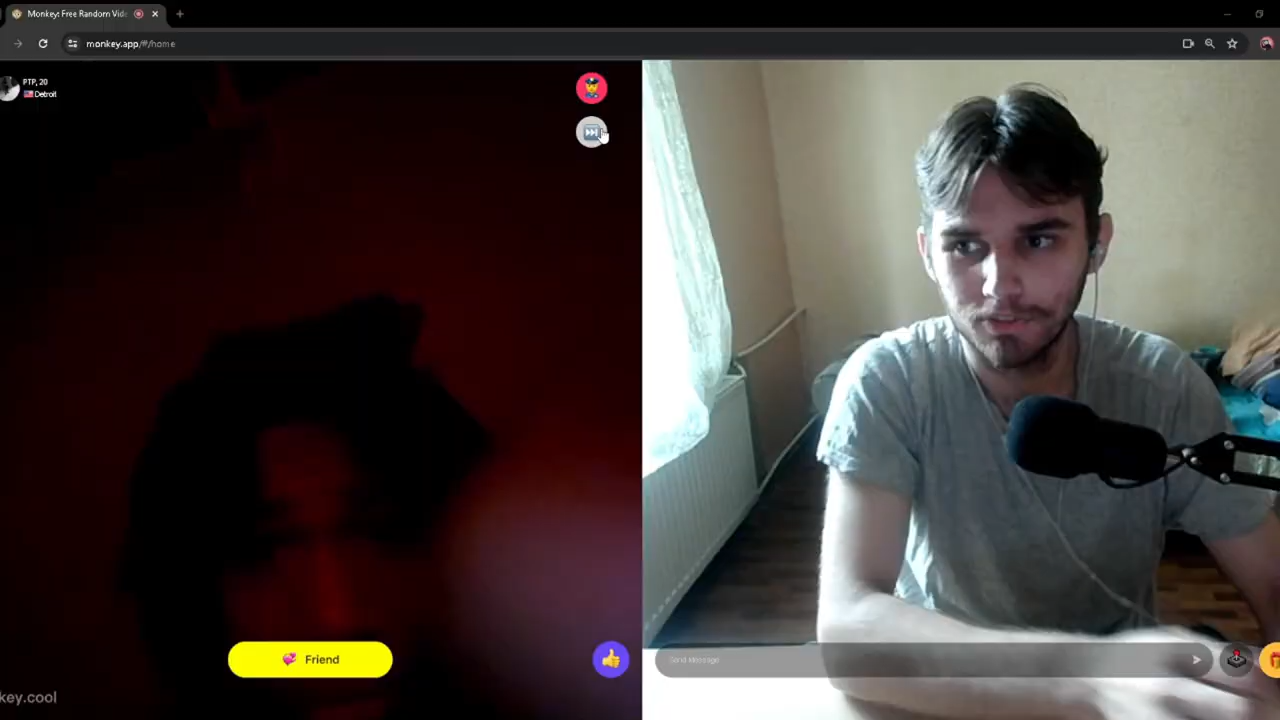 Monkey: Free Random Vid
monkey.app/#/home
PTP, 20
Detroit
Friend
Send Message
key.cool